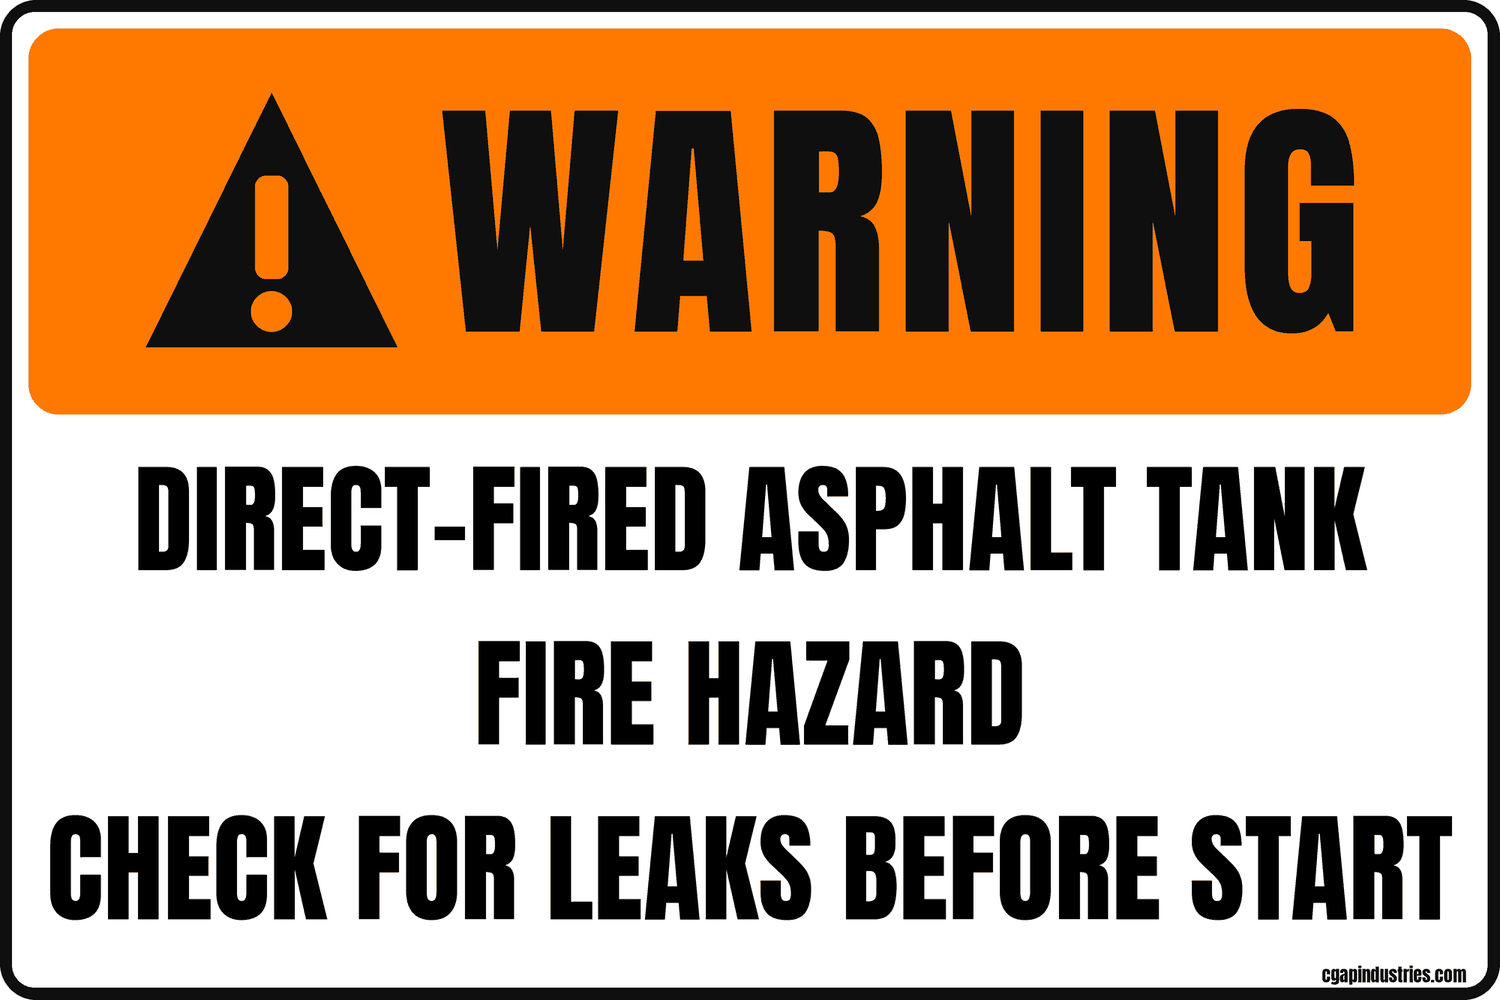 WARNING
DIRECT-FIRED ASPHALT TANK
FIRE HAZARD
CHECK FOR LEAKS BEFORE START
cgapindustries.com